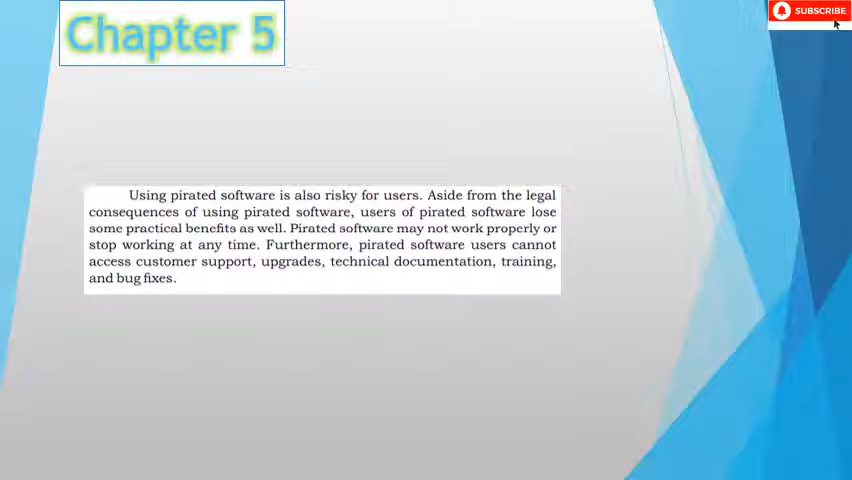 Chapter 5
SUBSCRIBE
Using pirated software is also risky for users. Aside from the legal
consequences of using pirated software, users of pirated software lose
some practical benefits as well. Pirated software may not work properly or
stop working at any time. Furthermore, pirated software users cannot
access customer support, upgrades, technical documentation, training,
and bug fixes.